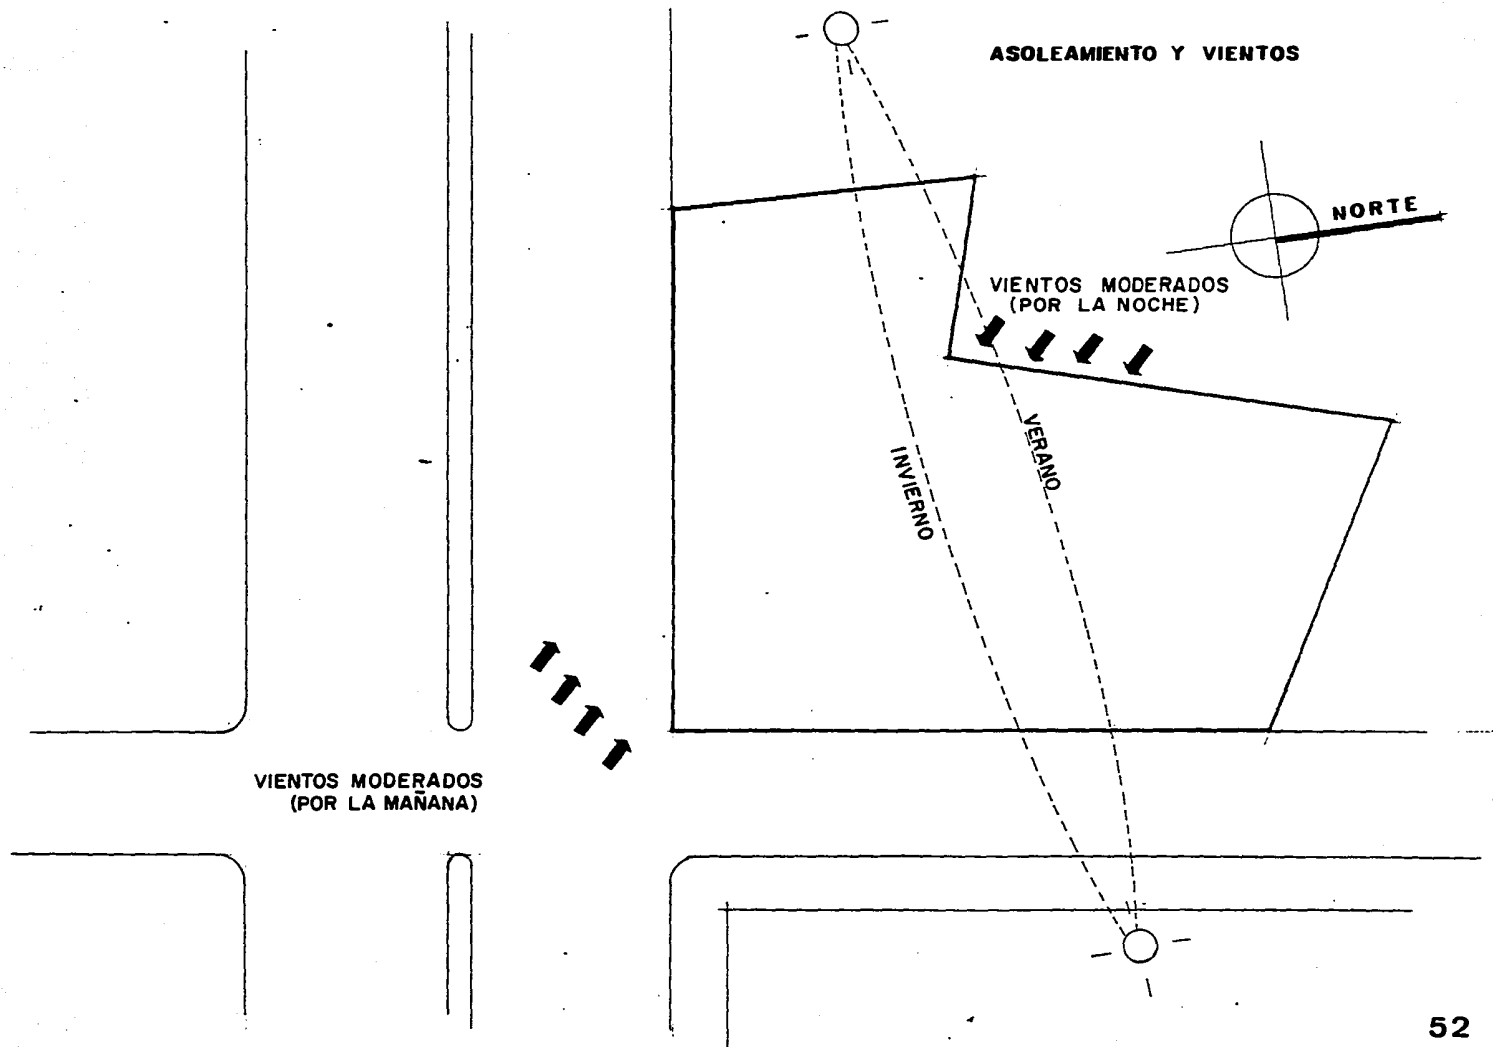 ASOLEAMIENTO Y VIENTOS
NORTE
VIENTOS MODERADOS
(POR LA NOCHE)
VERANO
INVIERNO
VIENTOS MODERADOS
(POR LA MAÑANA)
52